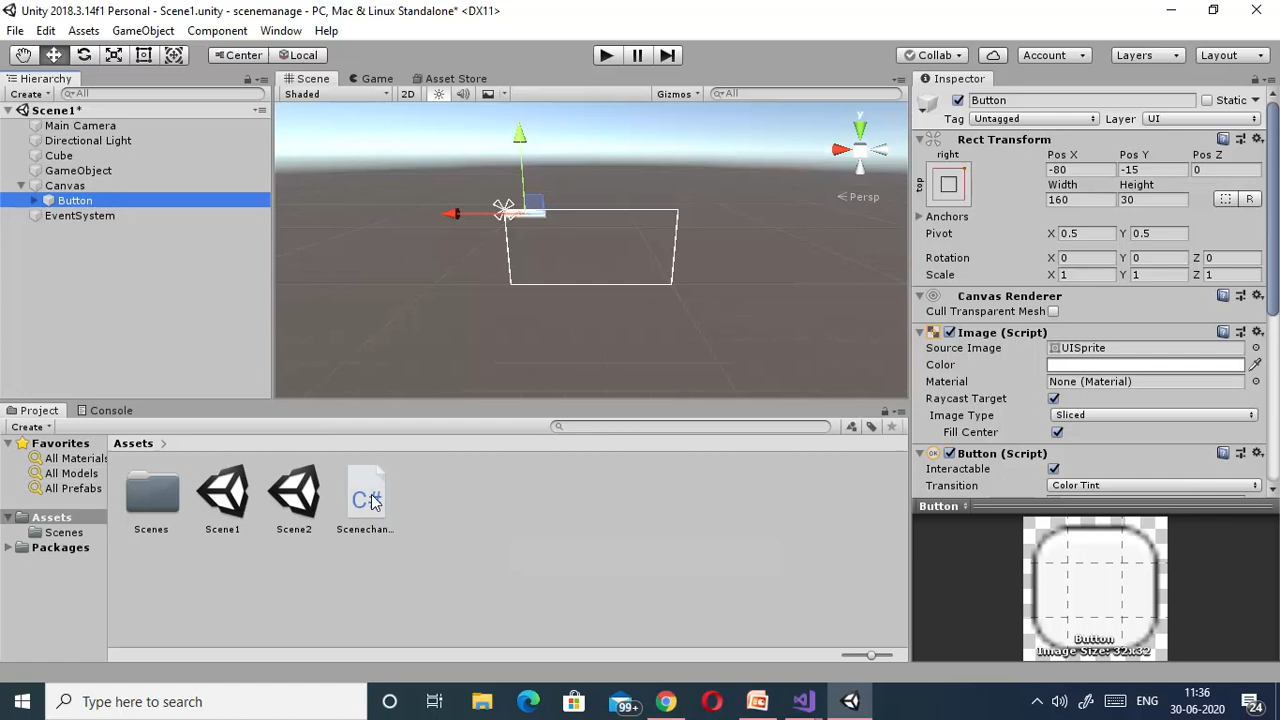 Unity 2018.3.14f1 Personal - Scene1.unity - scenemanage - PC, Mac & Linux Standalone* <DX11>
File Edit Assets GameObject Component Window Help
Center Local Collab Account Layers Layout
Hierarchy
Create All
Scene1*
Main Camera
Directional Light
Cube
GameObject
Canvas
Button
EventSystem
Scene Game Asset Store
Shaded 2D Gizmos All
y
Persp
Inspector
Button Static
Tag Untagged Layer UI
Rect Transform
right Pos X Pos Y Pos Z
top -80 -15 0
Width Height
160 30 R
Anchors
Pivot X 0.5 Y 0.5
Rotation X 0 Y 0 Z 0
Scale X 1 Y 1 Z 1
Canvas Renderer
Cull Transparent Mesh
Image (Script)
Source Image UISprite
Color
Material None (Material)
Raycast Target
Image Type Sliced
Fill Center
Button (Script)
Interactable
Transition Color Tint
Button
Button
Image Size: 32x32
Project Console
Create
Favorites
All Materials
All Models
All Prefabs
Assets
Scenes
Packages
Assets
Scenes Scene1 Scene2 Scenechan...
C#
Type here to search
99+
ENG
11:36
30-06-2020
24